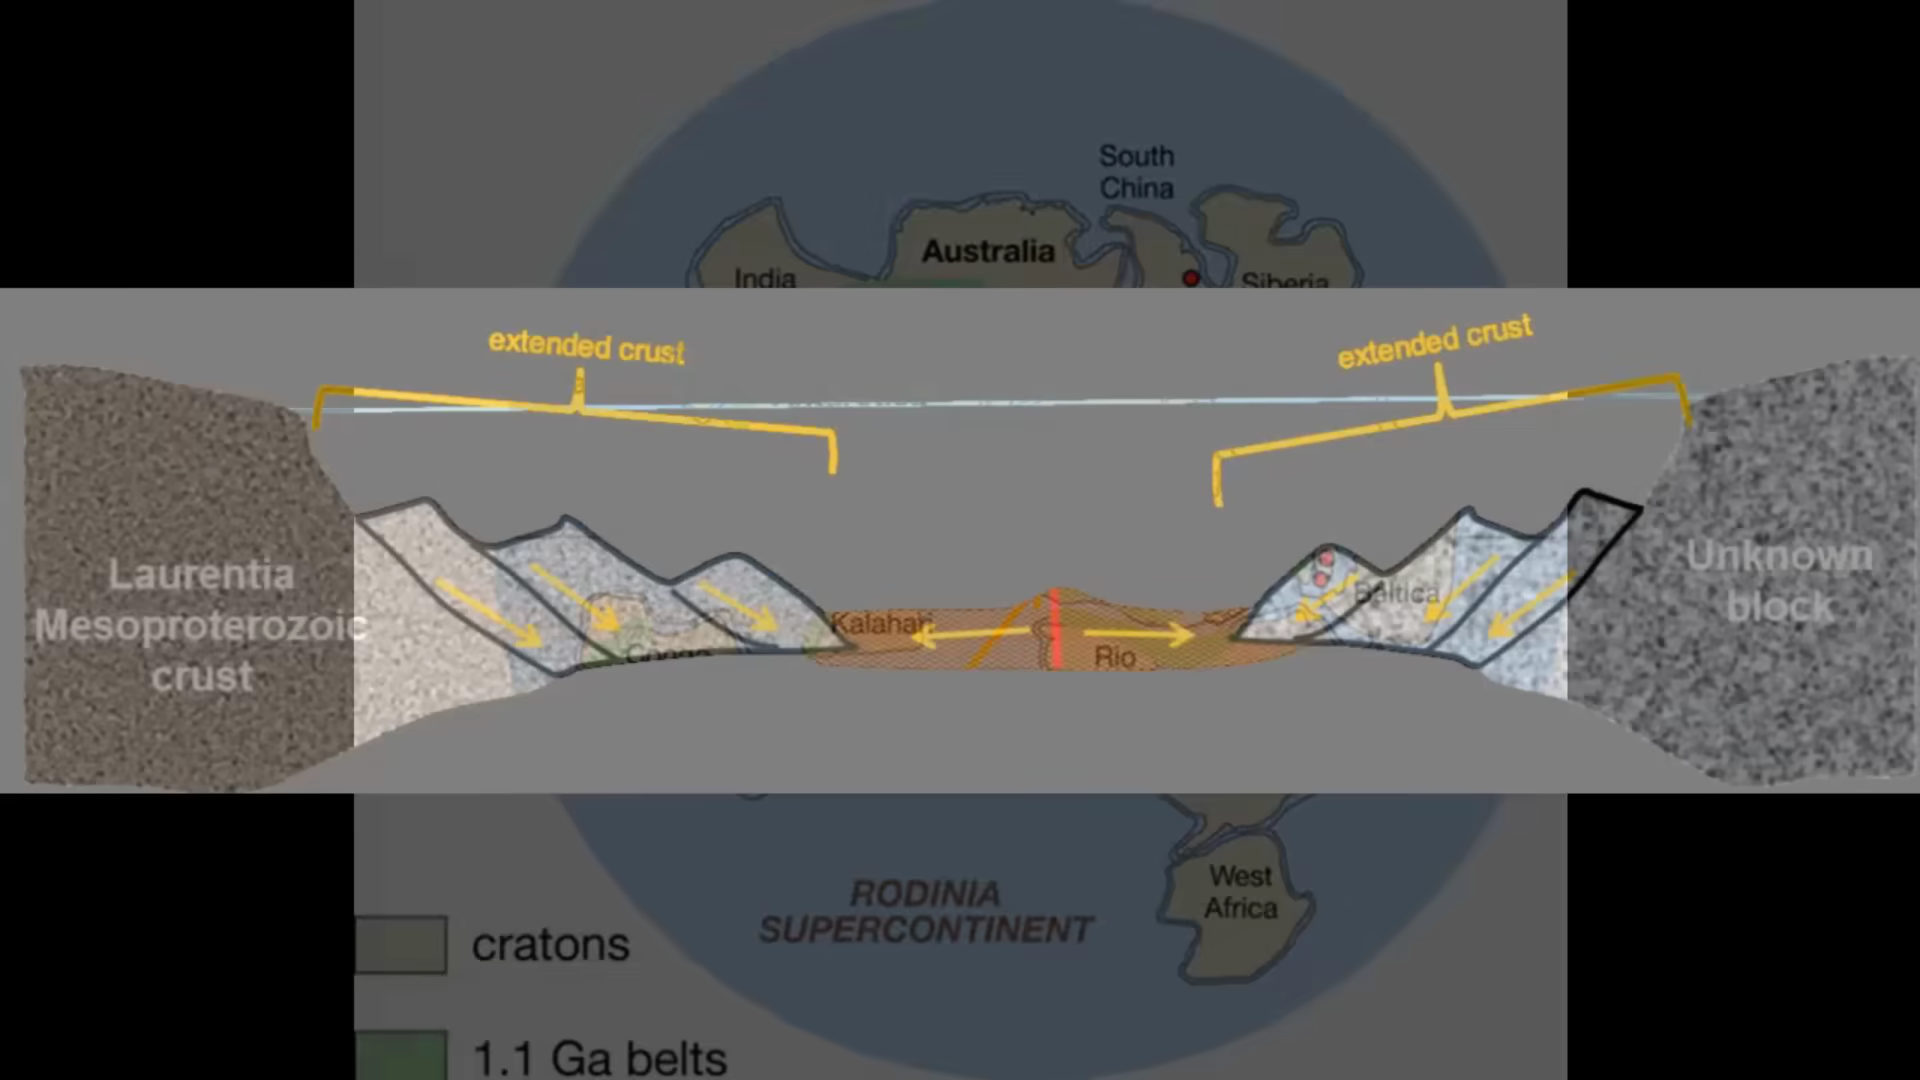 South
China
Australia
India
Siberia
extended crust
extended crust
Laurentia
Mesoproterozoic
crust
Unknown
block
Baltica
Kalahari
Congo
Rio
West
Africa
RODINIA
SUPERCONTINENT
cratons
1.1 Ga belts